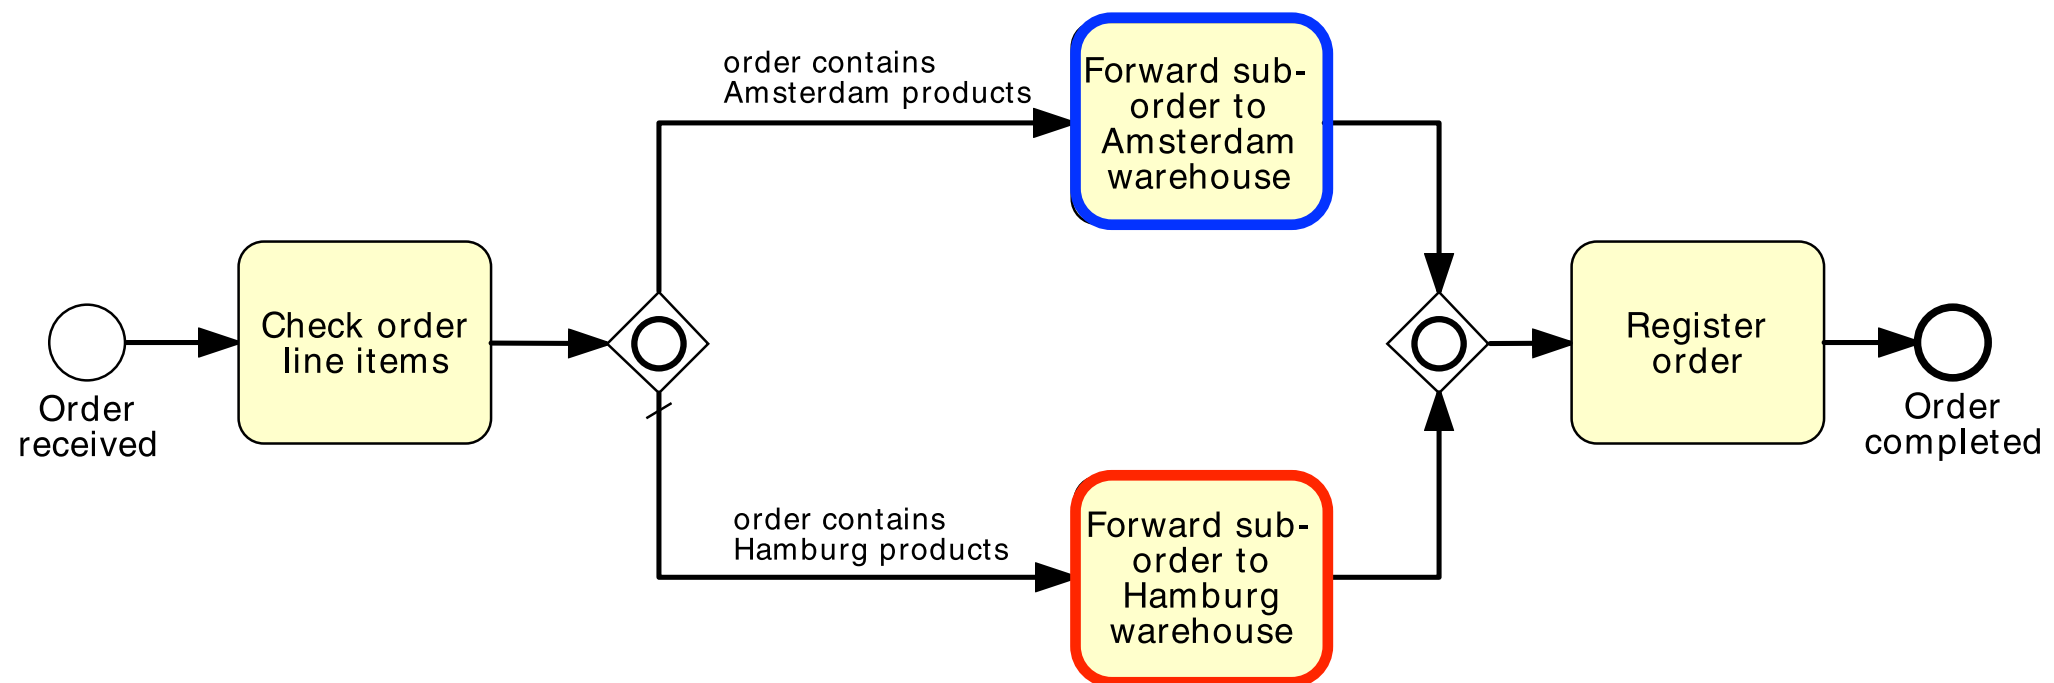 Order
received
Check order
line items
order contains
Amsterdam products
Forward sub-
order to
Amsterdam
warehouse
order contains
Hamburg products
Forward sub-
order to
Hamburg
warehouse
Register
order
Order
completed